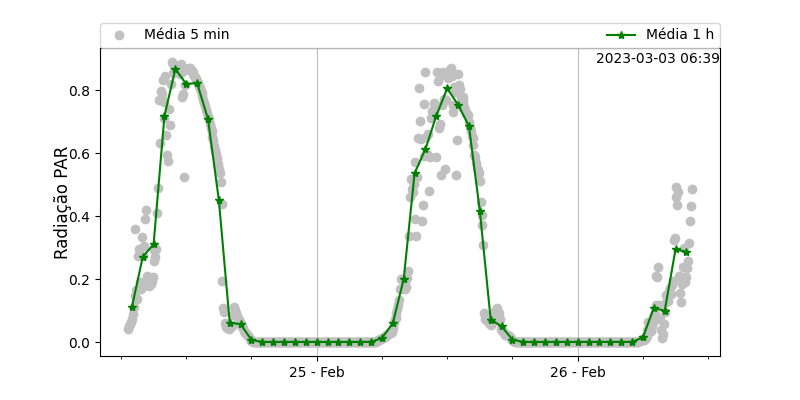 Média 5 min
Média 1 h
2023-03-03 06:39
Radiação PAR
0.8
0.6
0.4
0.2
0.0
25 - Feb
26 - Feb